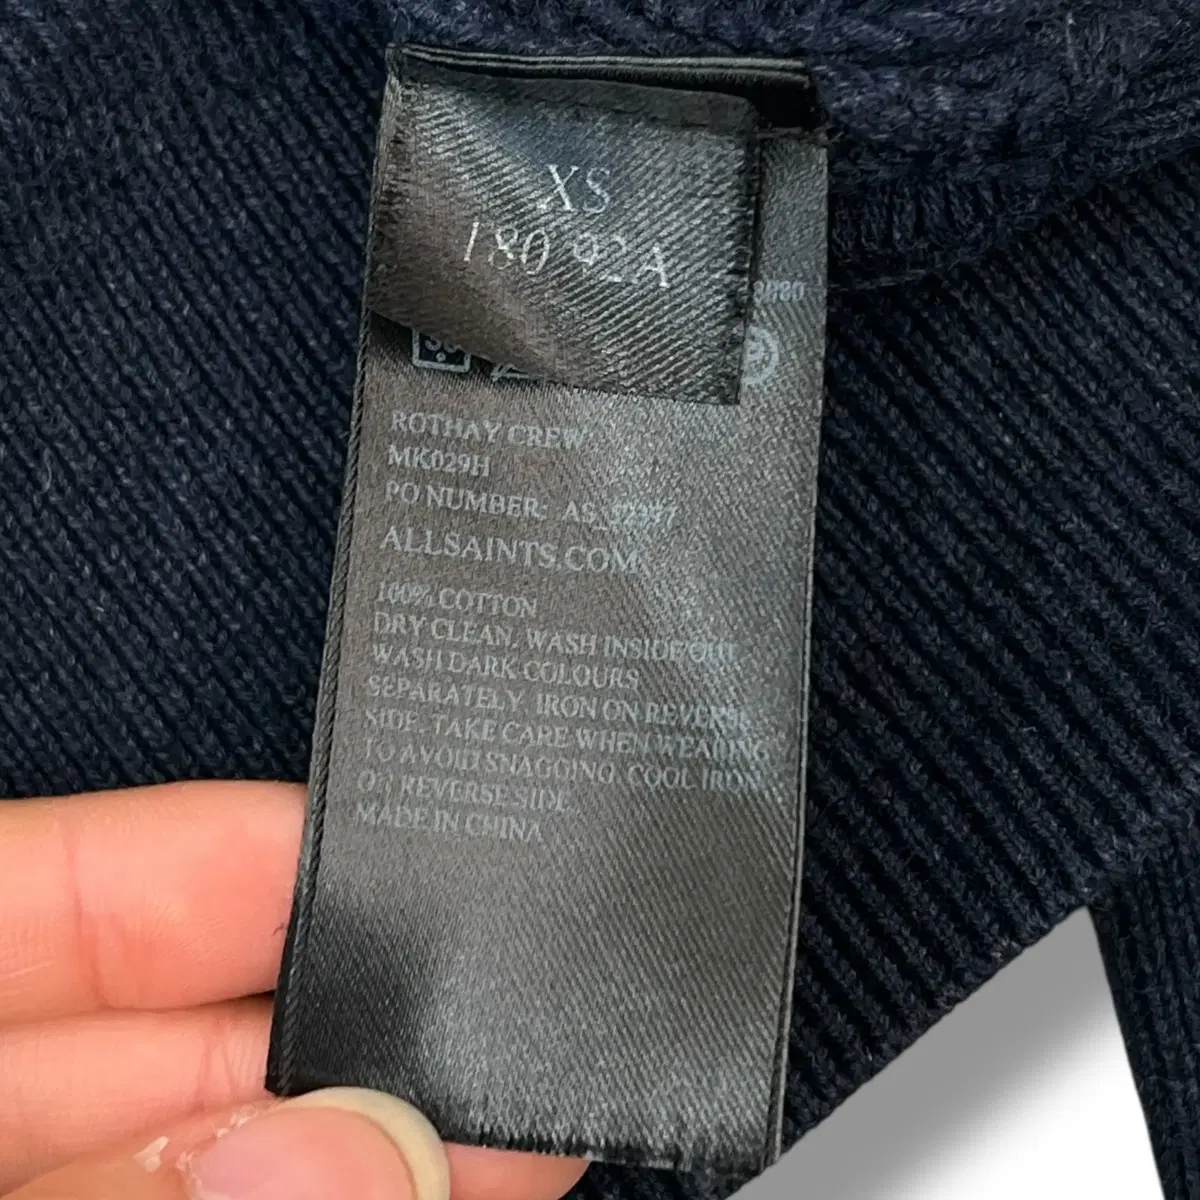 XS
180 92A
ROTHAY CREW
MK029H
PO NUMBER:
ALLSAINTS.COM
100% COTTON
DRY CLEAN. WASH INSIDE OUT
WASH DARK COLOURS
SEPARATELY. IRON ON REVERSE
SIDE. TAKE CARE WHEN WEARING
TO AVOID SNAGGING. COOL IRON
ON REVERSE SIDE
MADE IN CHINA